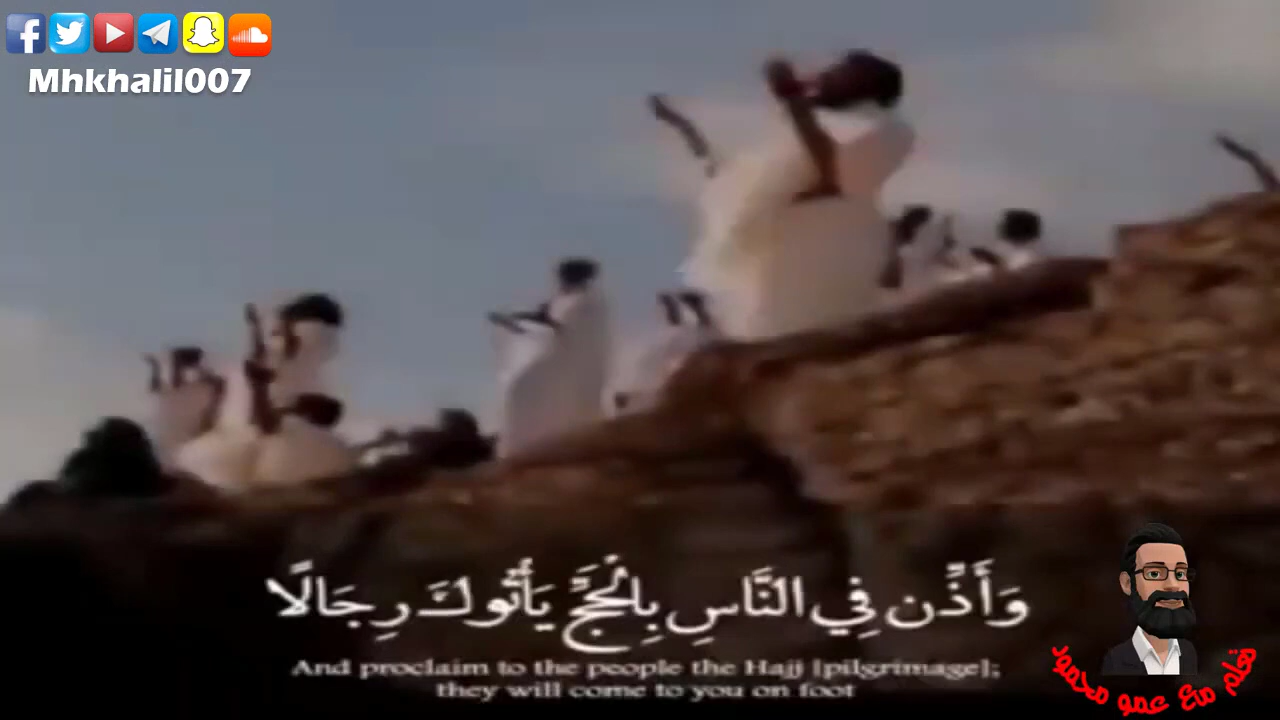 Mhkhalil007
وَأَذِّن فِي النَّاسِ بِالْحَجِّ يَأْتُوكَ رِجَالًا
And proclaim to the people the Hajj [pilgrimage];
they will come to you on foot
تعلم مع عمو محمود